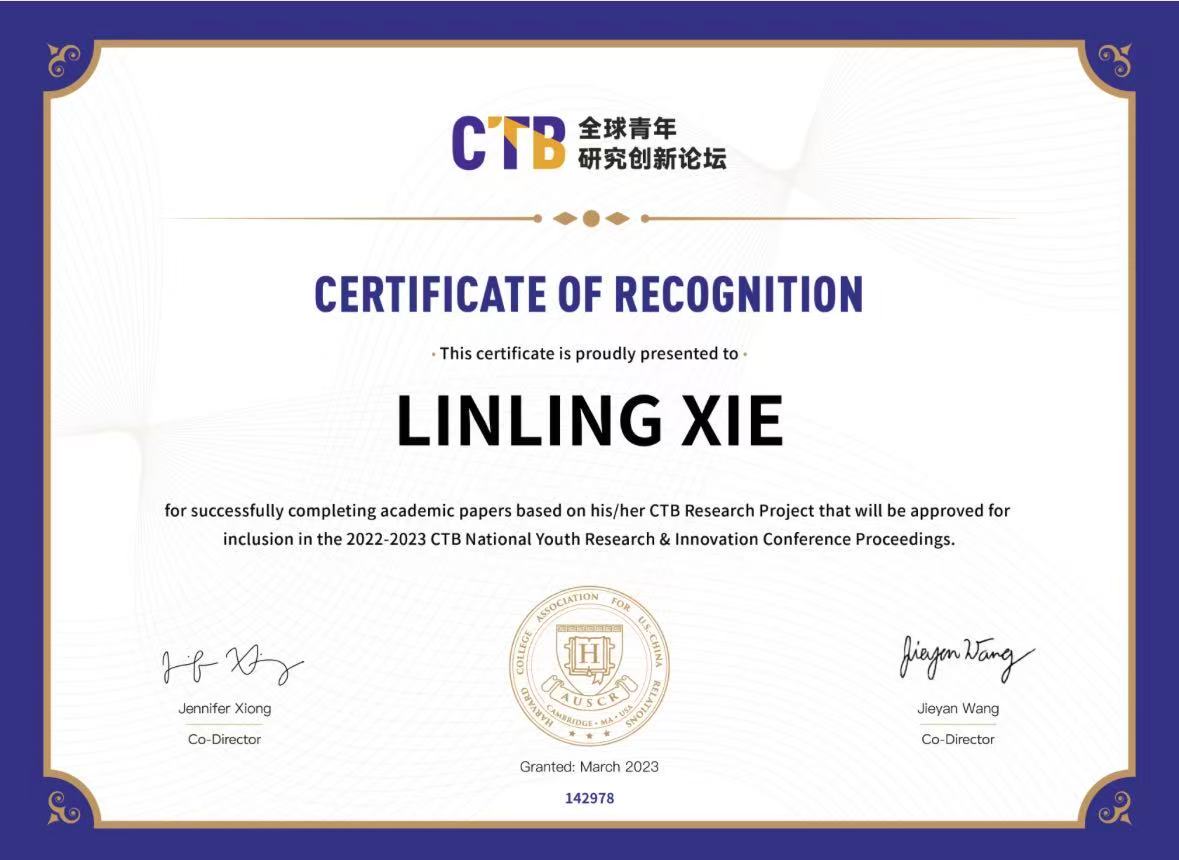 CTB 全球青年
研究创新论坛
CERTIFICATE OF RECOGNITION
· This certificate is proudly presented to ·
LINLING XIE
for successfully completing academic papers based on his/her CTB Research Project that will be approved for
inclusion in the 2022-2023 CTB National Youth Research & Innovation Conference Proceedings.
HARVARD COLLEGE ASSOCIATION FOR U.S.-CHINA RELATIONS
H
AUSCR
CAMBRIDGE • MA • USA
Jieyan Wang
Jennifer Xiong
Jieyan Wang
Co-Director
Co-Director
Granted: March 2023
142978